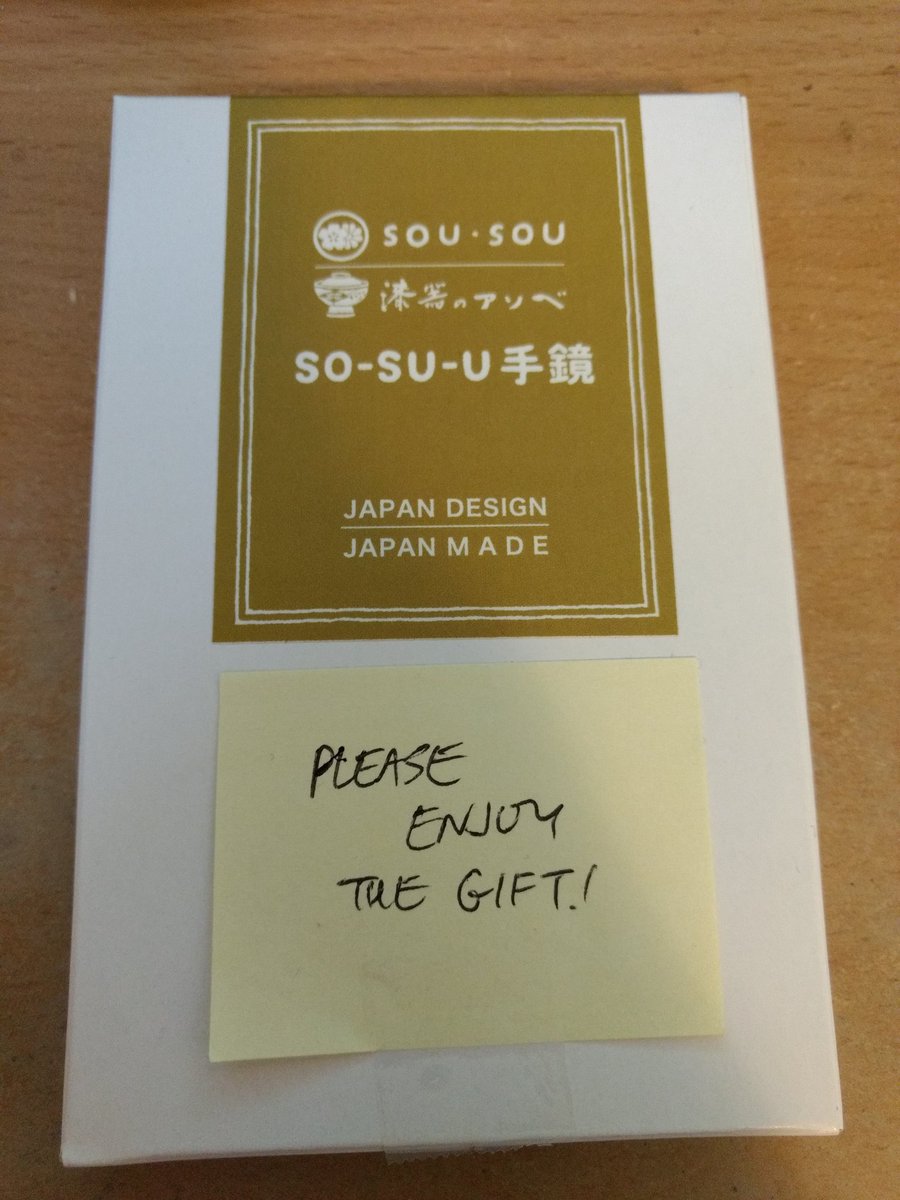 SOU・SOU
漆器のアソベ
SO-SU-U手鏡
JAPAN DESIGN
JAPAN MADE
PLEASE
ENJOY
THE GIFT!